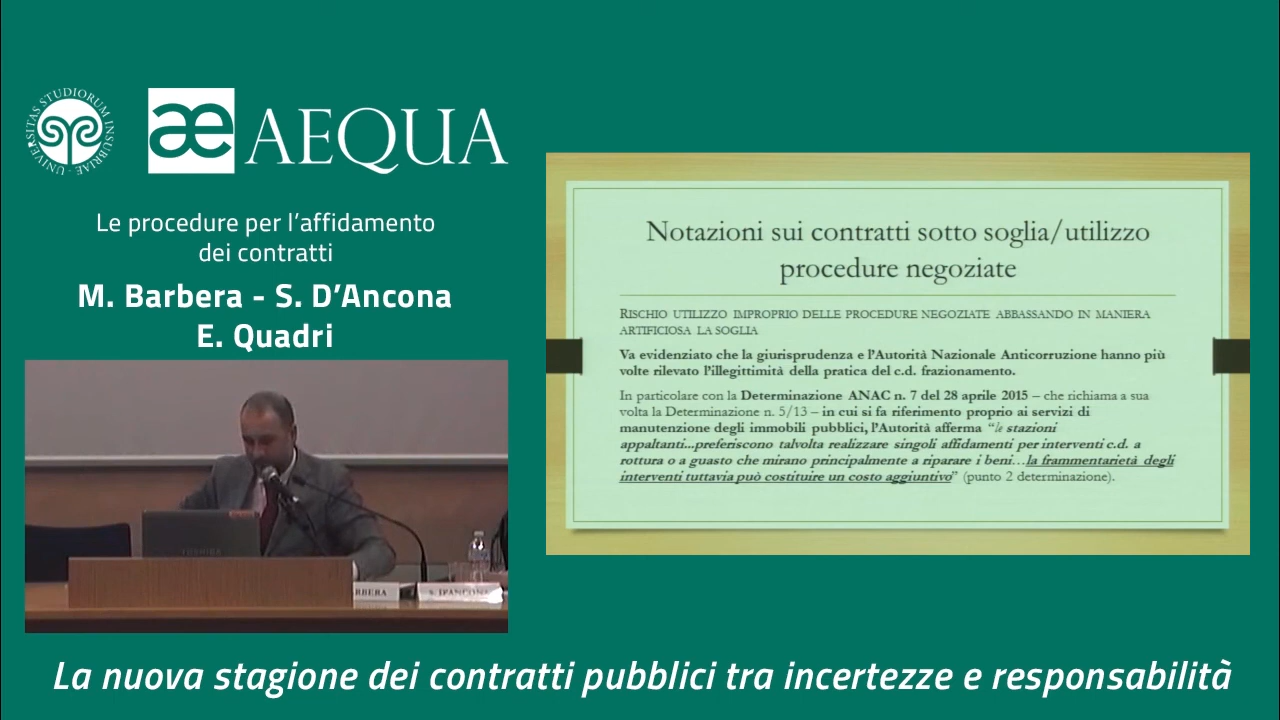 UNIVERSITAS STUDIORUM INSUBRIAE
æ AEQUA
Le procedure per l'affidamento
dei contratti
M. Barbera - S. D'Ancona
E. Quadri
Notazioni sui contratti sotto soglia/utilizzo
procedure negoziate
RISCHIO UTILIZZO IMPROPRIO DELLE PROCEDURE NEGOZIATE ABBASSANDO IN MANIERA
ARTIFICIOSA LA SOGLIA
Va evidenziato che la giurisprudenza e l'Autorità Nazionale Anticorruzione hanno più
volte rilevato l'illegittimità della pratica del c.d. frazionamento.
In particolare con la Determinazione ANAC n. 7 del 28 aprile 2015 – che richiama a sua
volta la Determinazione n. 5/13 – in cui si fa riferimento proprio ai servizi di
manutenzione degli immobili pubblici, l'Autorità afferma "le stazioni
appaltanti...preferiscono talvolta realizzare singoli affidamenti per interventi c.d. a
rottura o a guasto che mirano principalmente a riparare i beni…la frammentarietà degli
interventi tuttavia può costituire un costo aggiuntivo" (punto 2 determinazione).
TOSHIBA
RBERA
S. D'ANCONA
La nuova stagione dei contratti pubblici tra incertezze e responsabilità